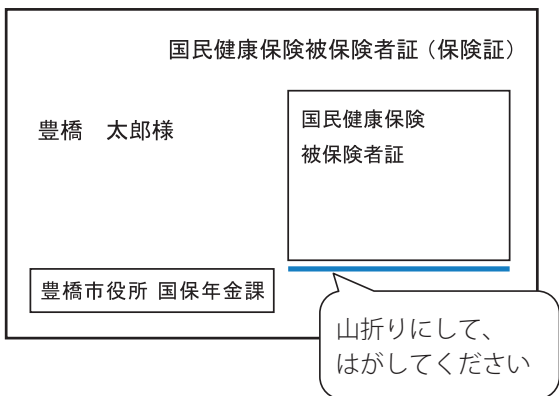 国民健康保険被保険者証（保険証）
豊橋　太郎様
国民健康保険
被保険者証
豊橋市役所 国保年金課
山折りにして、
はがしてください